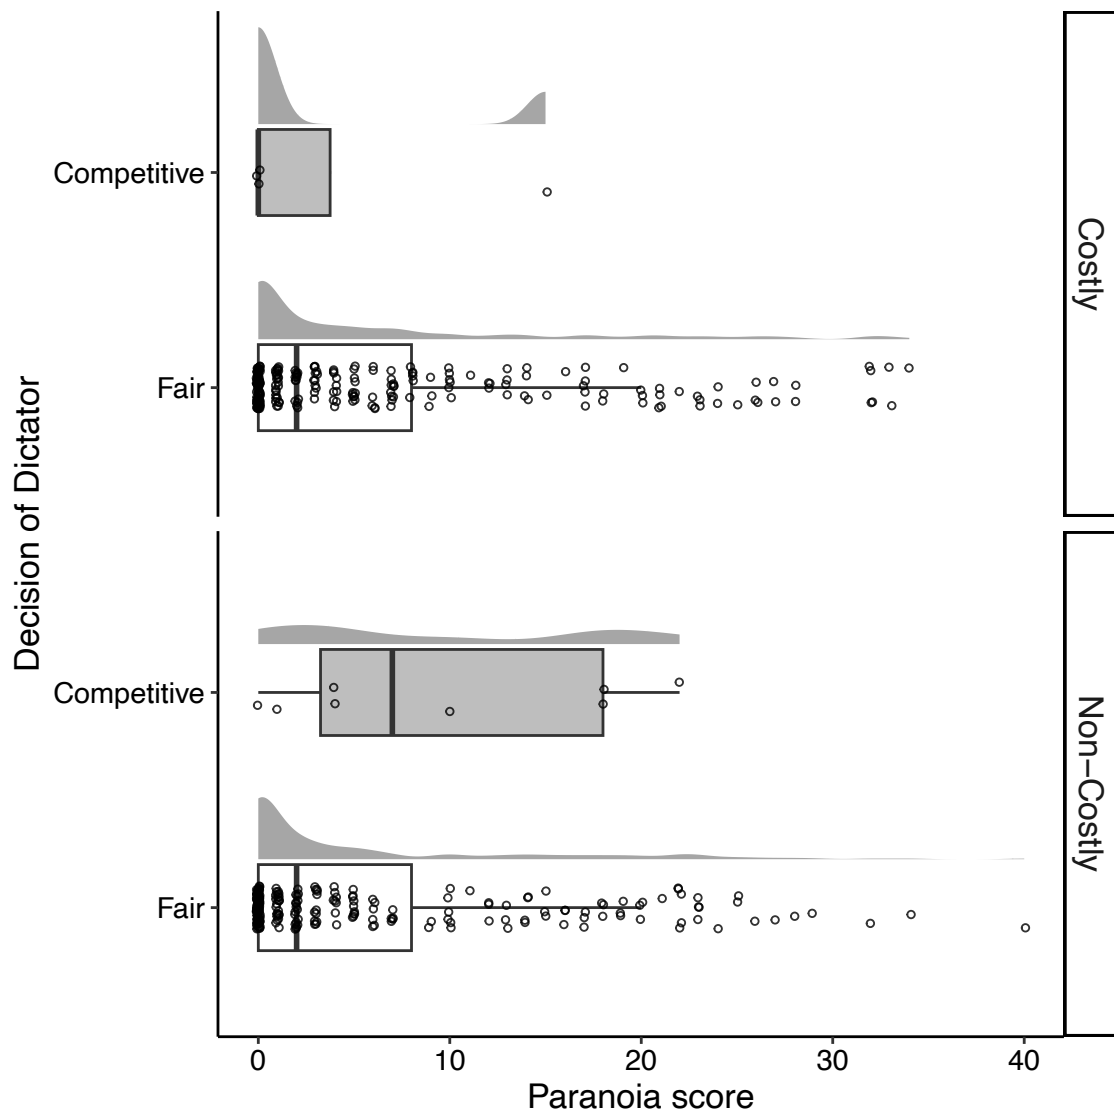 Decision of Dictator
Competitive
Fair
Costly
Competitive
Fair
Non−Costly
0 10 20 30 40
Paranoia score